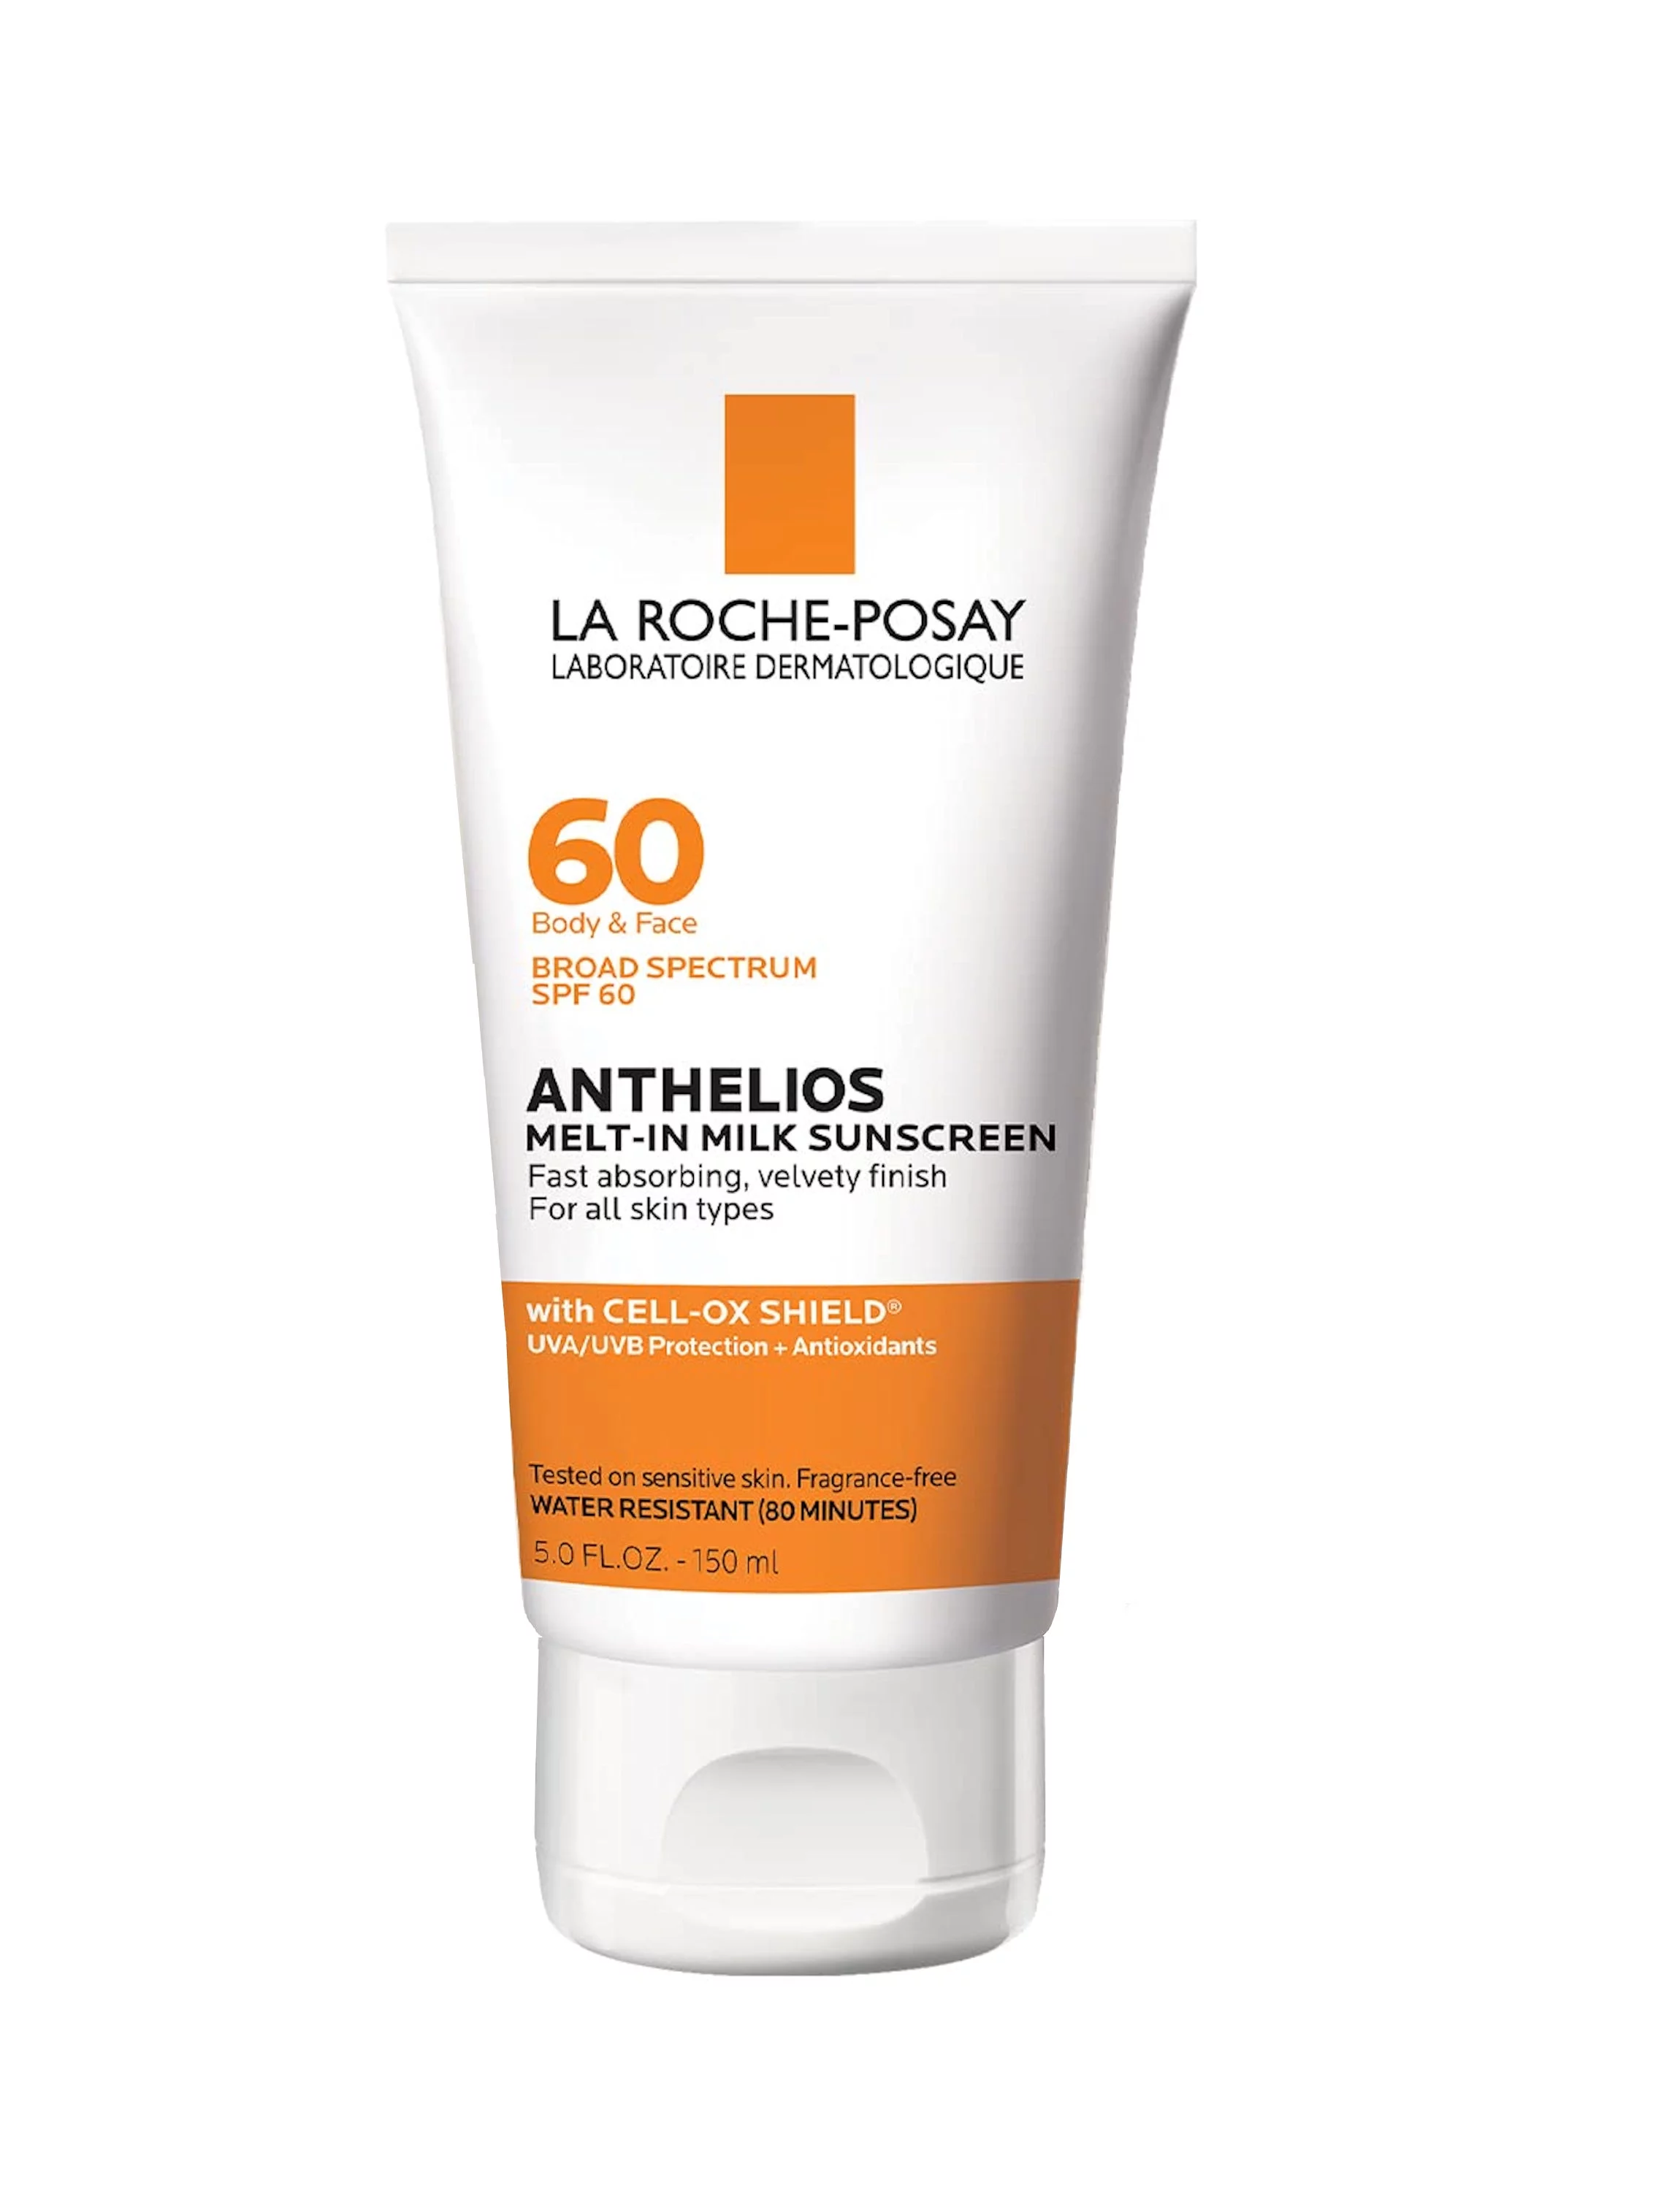 LA ROCHE-POSAY
LABORATOIRE DERMATOLOGIQUE
60
Body & Face
BROAD SPECTRUM
SPF 60
ANTHELIOS
MELT-IN MILK SUNSCREEN
Fast absorbing, velvety finish
For all skin types
with CELL-OX SHIELD®
UVA/UVB Protection + Antioxidants
Tested on sensitive skin. Fragrance-free
WATER RESISTANT (80 MINUTES)
5.0 FL.OZ. - 150 ml